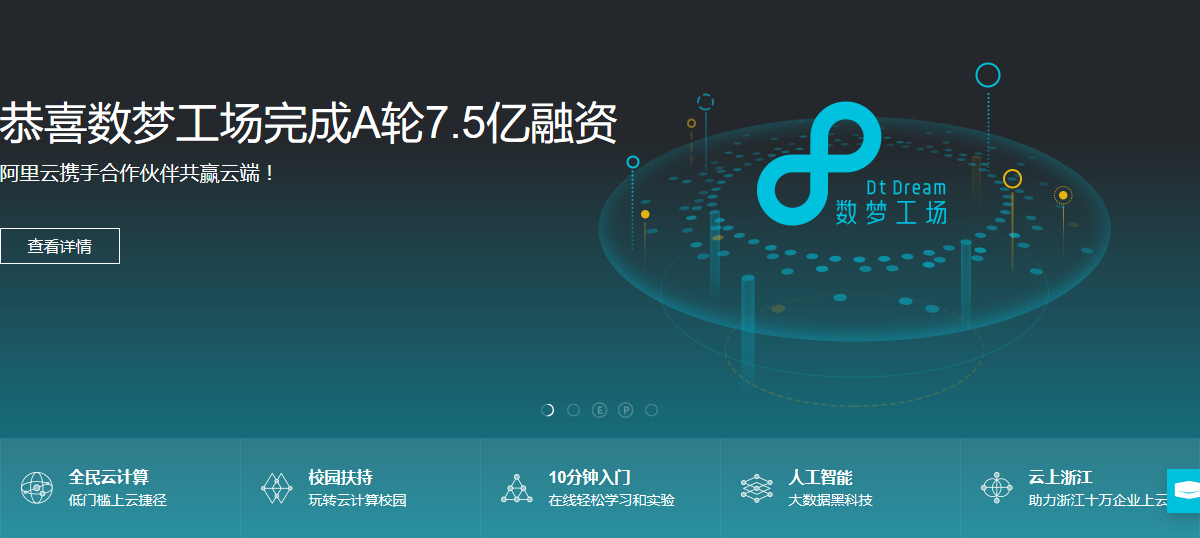 恭喜数梦工场完成A轮7.5亿融资
阿里云携手合作伙伴共赢云端！
查看详情
Dt Dream
数梦工场
E P
全民云计算
低门槛上云捷径
校园扶持
玩转云计算校园
10分钟入门
在线轻松学习和实验
人工智能
大数据黑科技
云上浙江
助力浙江十万企业上云